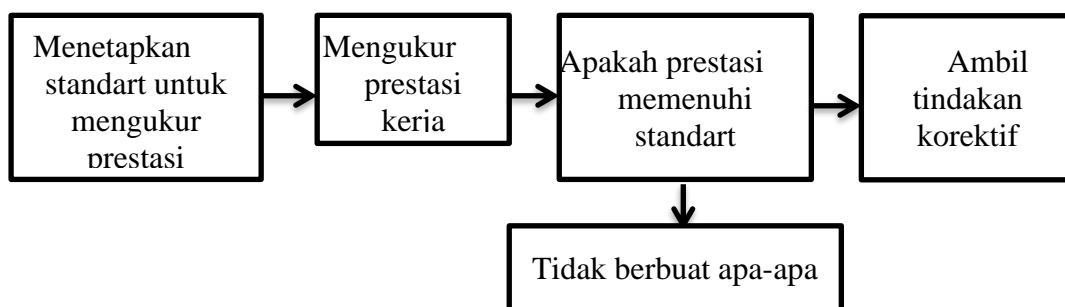 Menetapkan
standart untuk
mengukur
prestasi
Mengukur
prestasi
kerja
Apakah prestasi
memenuhi
standart
Ambil
tindakan
korektif
Tidak berbuat apa-apa